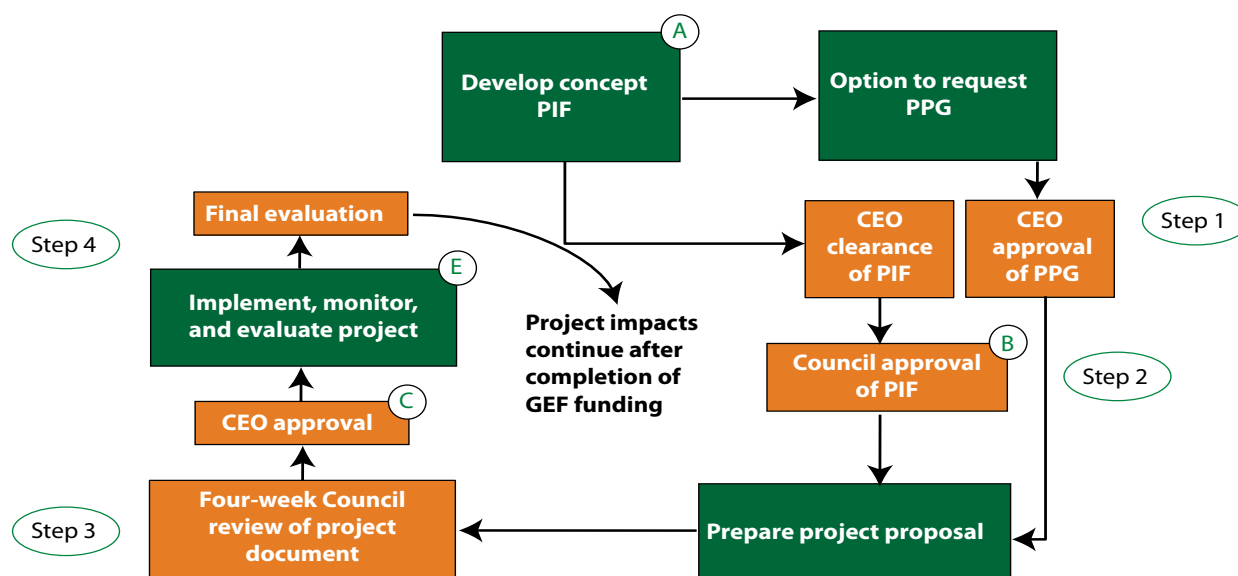 A
Develop concept
PIF
Option to request
PPG
Step 1
CEO
clearance
of PIF
CEO
approval
of PPG
Final evaluation
Step 4
E
Implement, monitor,
and evaluate project
Project impacts
continue after
completion of
GEF funding
B
Council approval
of PIF
Step 2
C
CEO approval
Step 3
Four-week Council
review of project
document
Prepare project proposal